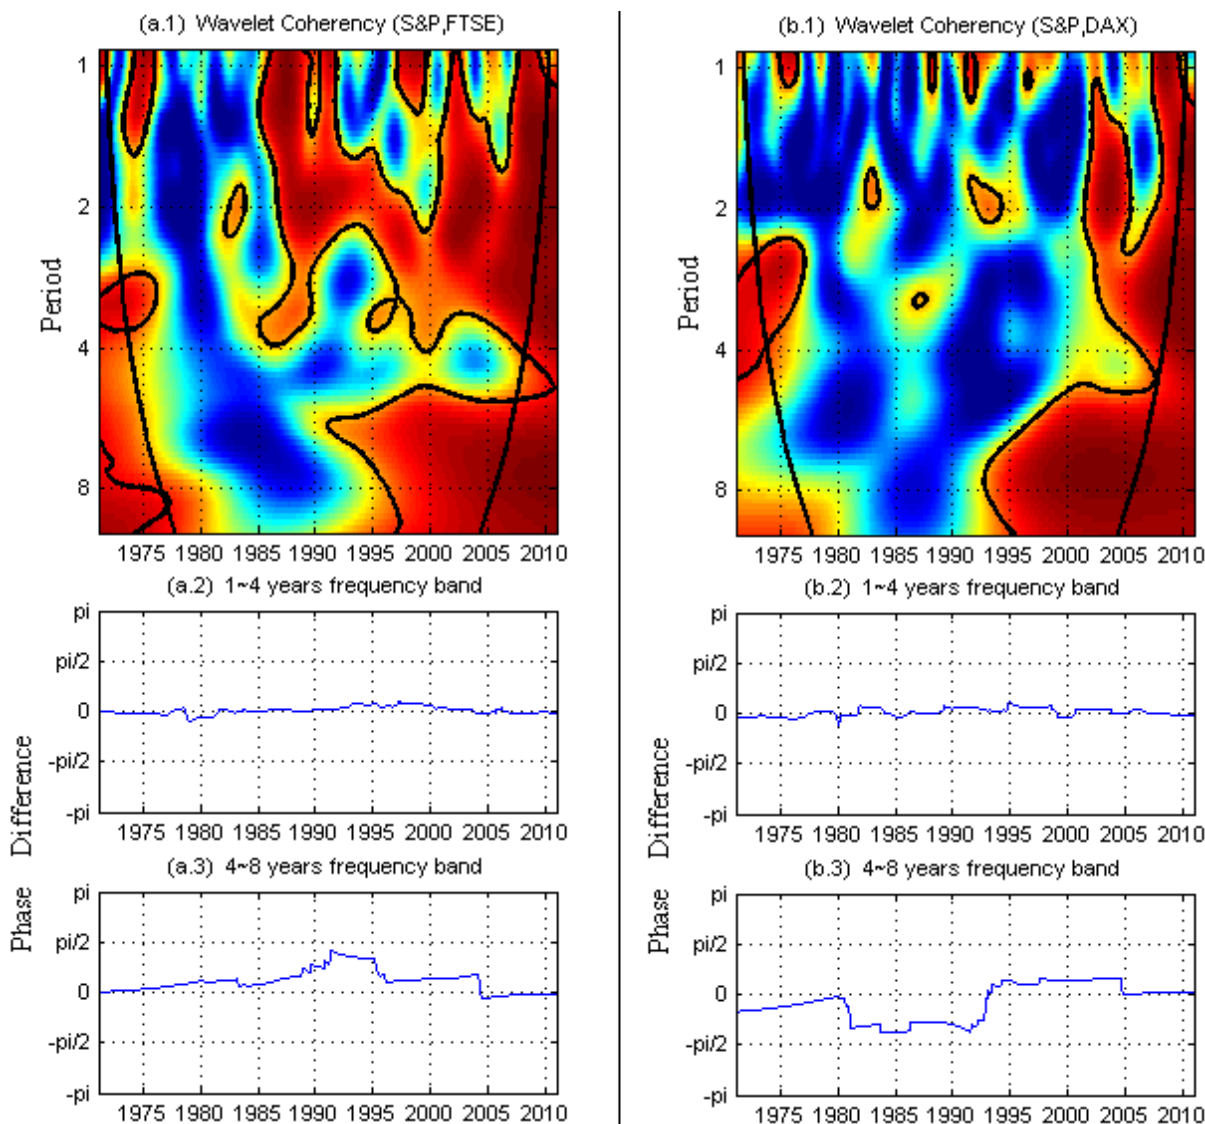 (a.1) Wavelet Coherency (S&P,FTSE)
1
2
4
8
Period
1975 1980 1985 1990 1995 2000 2005 2010
(a.2) 1~4 years frequency band
pi
pi/2
0
-pi/2
-pi
1975 1980 1985 1990 1995 2000 2005 2010
(a.3) 4~8 years frequency band
pi
pi/2
0
-pi/2
-pi
1975 1980 1985 1990 1995 2000 2005 2010
Phase Difference
(b.1) Wavelet Coherency (S&P,DAX)
1
2
4
8
Period
1975 1980 1985 1990 1995 2000 2005 2010
(b.2) 1~4 years frequency band
pi
pi/2
0
-pi/2
-pi
1975 1980 1985 1990 1995 2000 2005 2010
(b.3) 4~8 years frequency band
pi
pi/2
0
-pi/2
-pi
1975 1980 1985 1990 1995 2000 2005 2010
Phase Difference